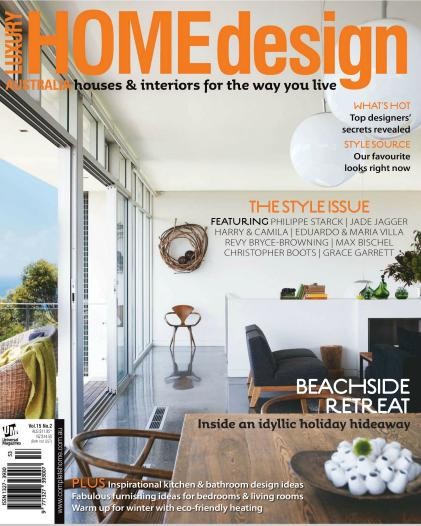 LUXURY
HOMEdesign
AUSTRALIA houses & interiors for the way you live
WHAT'S HOT
Top designers'
secrets revealed
STYLE SOURCE
Our favourite
looks right now
THE STYLE ISSUE
FEATURING PHILIPPE STARCK | JADE JAGGER
HARRY & CAMILA | EDUARDO & MARIA VILLA
REVY BRYCE-BROWNING | MAX BISCHEL
CHRISTOPHER BOOTS | GRACE GARRETT
BEACHSIDE
RETREAT
Inside an idyllic holiday hideaway
PLUS Inspirational kitchen & bathroom design ideas
Fabulous furnishing ideas for bedrooms & living rooms
Warm up for winter with eco-friendly heating
www.completehome.com.au
Universal
Magazines
Vol.15 No.2